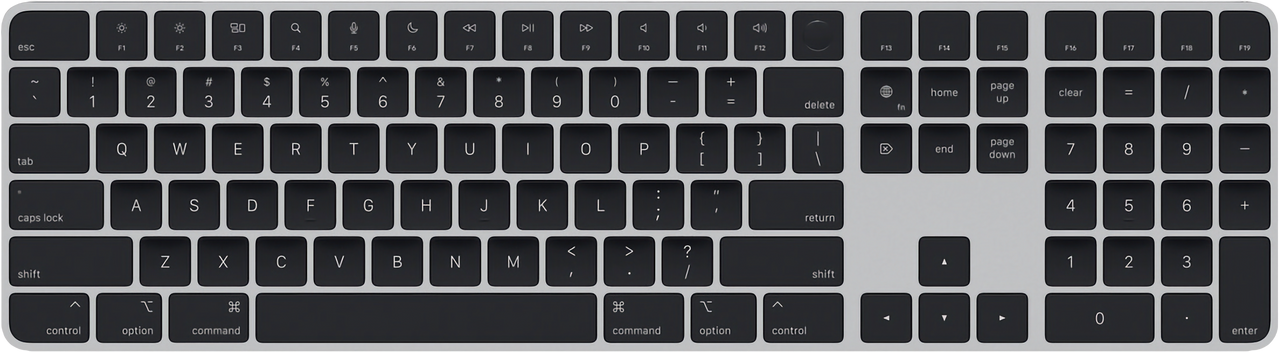 esc F1 F2 F3 F4 F5 F6 F7 F8 F9 F10 F11 F12 F13 F14 F15 F16 F17 F18 F19
~ ! @ # $ % ^ & * ( ) — +
` 1 2 3 4 5 6 7 8 9 0 - = delete fn home page up clear = / *
tab Q W E R T Y U I O P { [ } ] | \ end page down 7 8 9 −
caps lock A S D F G H J K L : ; " ' return 4 5 6 +
shift Z X C V B N M < , > . ? / shift ▲ 1 2 3
^ ⌥ ⌘ ⌘ ⌥ ^
control option command command option control ◄ ▼ ► 0 . enter